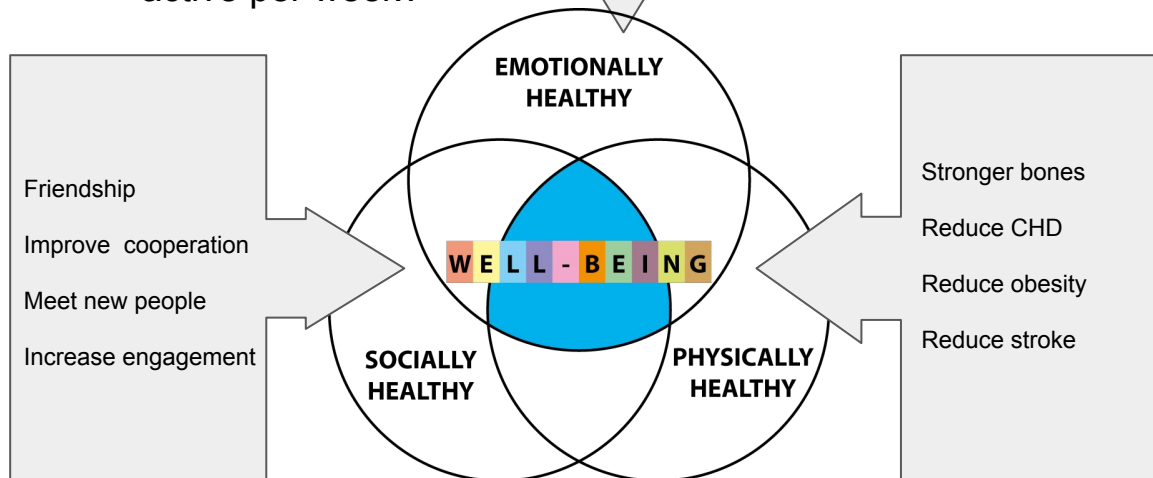 EMOTIONALLY
HEALTHY
Friendship
Improve  cooperation
Meet new people
Increase engagement
WELL-BEING
Stronger bones
Reduce CHD
Reduce obesity
Reduce stroke
SOCIALLY
HEALTHY
PHYSICALLY
HEALTHY